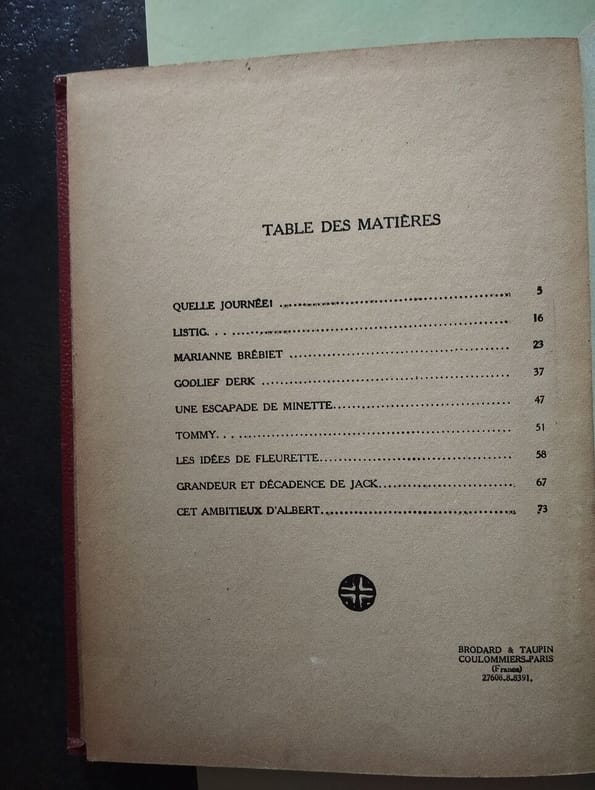 TABLE DES MATIÈRES
QUELLE JOURNÉE! 5
LISTIG. 16
MARIANNE BRÉBIET 23
GODLIEF DERK 37
UNE ESCAPADE DE MINETTE 47
TOMMY. 51
LES IDÉES DE FLEURETTE 58
GRANDEUR ET DÉCADENCE DE JACK 67
CET AMBITIEUX D'ALBERT 73
BRODARD & TAUPIN
COULOMMIERS-PARIS
(France)
27608.8.8391.